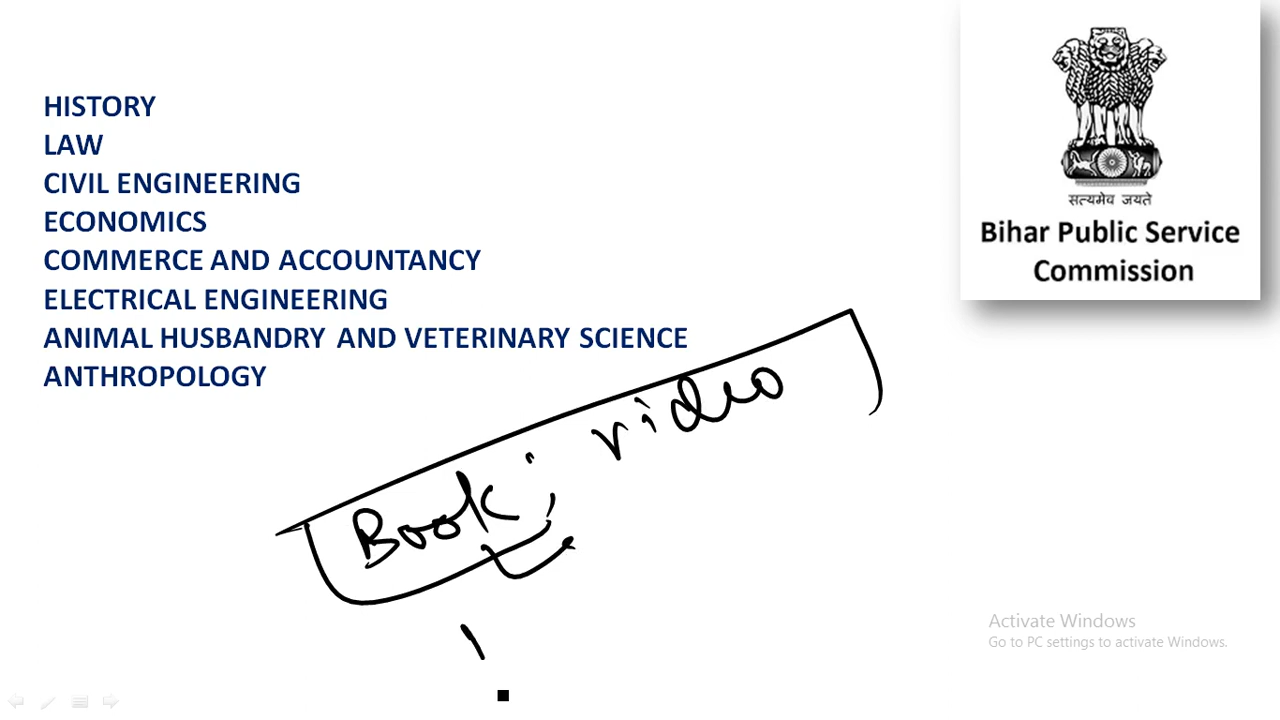 HISTORY
LAW
CIVIL ENGINEERING
ECONOMICS
COMMERCE AND ACCOUNTANCY
ELECTRICAL ENGINEERING
ANIMAL HUSBANDRY AND VETERINARY SCIENCE
ANTHROPOLOGY
सत्यमेव जयते
Bihar Public Service
Commission
Book; video
Activate Windows
Go to PC settings to activate Windows.